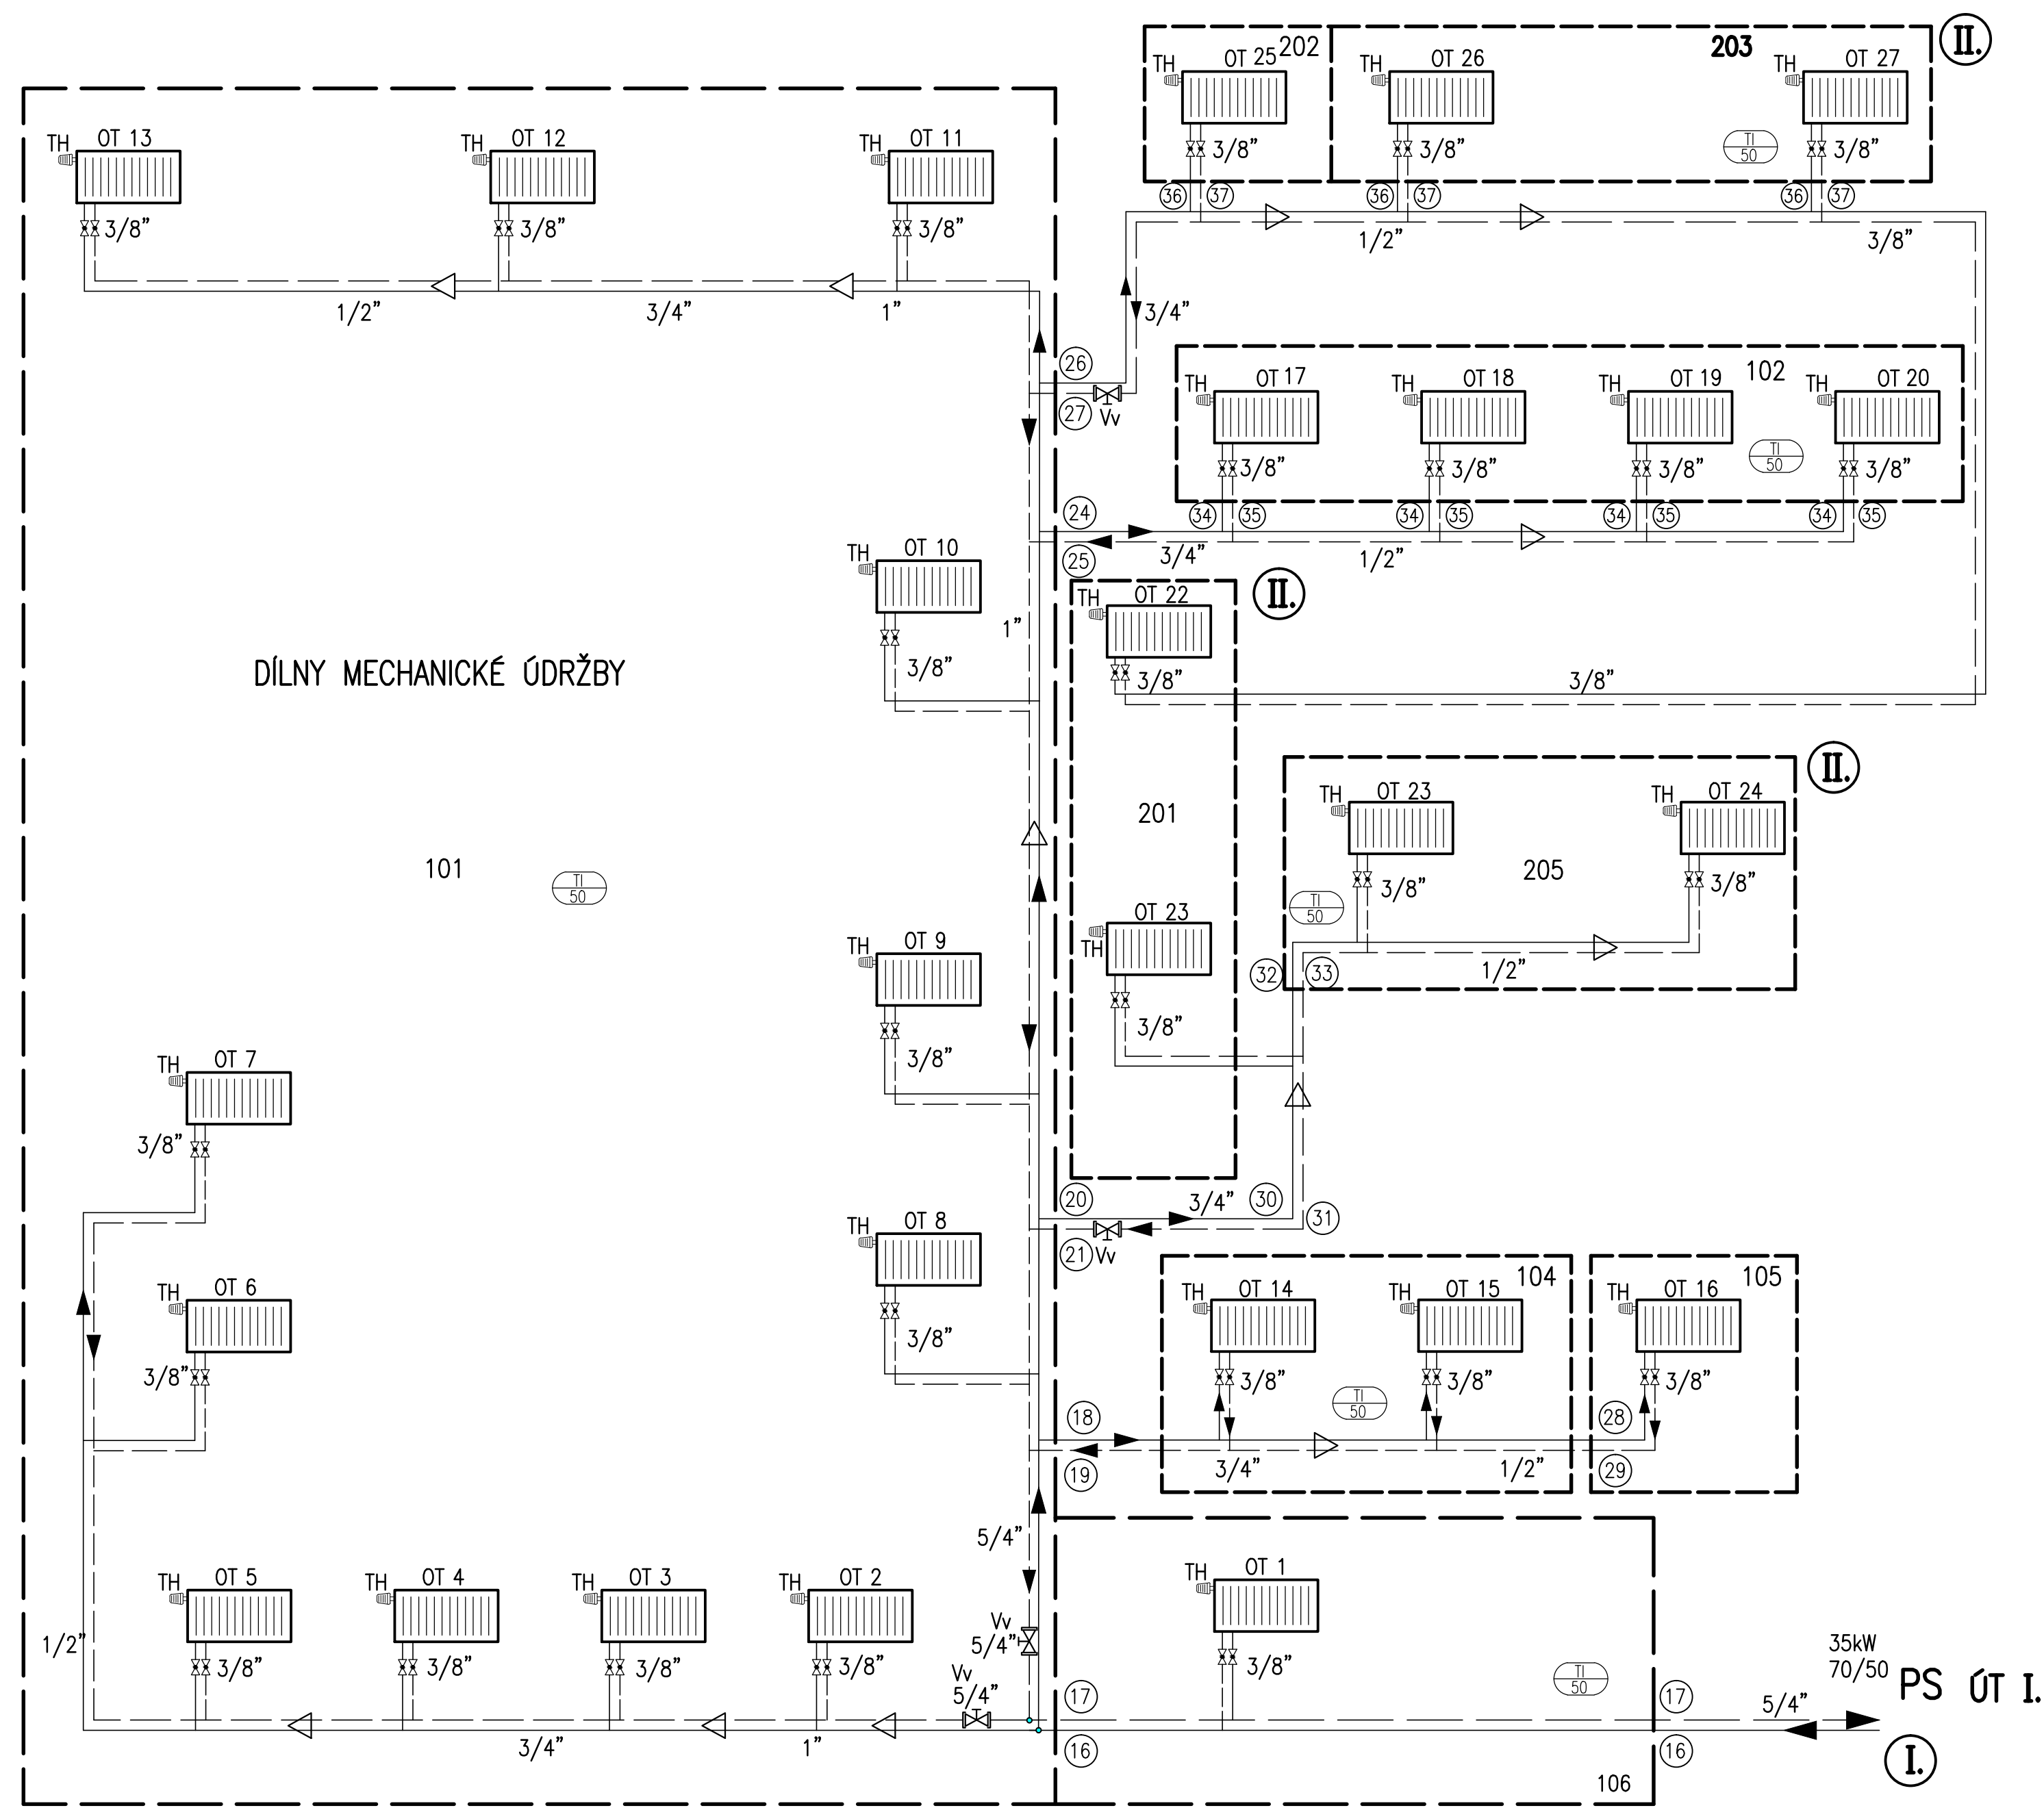 202
203
II.
TH OT 25
TH OT 26
TH OT 27
3/8”
3/8”
TI
50
3/8”
36 37
36 37
36 37
1/2”
3/8”
TH OT 13
TH OT 12
TH OT 11
3/8”
3/8”
3/8”
1/2”
3/4”
1”
3/4”
26
27
Vv
102
TH OT 17
TH OT 18
TH OT 19
TH OT 20
3/8”
3/8”
3/8”
TI
50
3/8”
24
25
34 35
34 35
34 35
34 35
3/4”
1/2”
TH OT 10
3/8”
1”
II.
TH OT 22
3/8”
3/8”
DÍLNY MECHANICKÉ ÚDRŽBY
101
TI
50
201
II.
TH OT 23
TH OT 24
205
3/8”
3/8”
TI
50
OT 23
TH
3/8”
32 33
1/2”
TH OT 9
3/8”
TH OT 7
3/8”
20
3/4”
30
31
21
Vv
TH OT 8
3/8”
TH OT 6
3/8”
104
105
TH OT 14
TH OT 15
TH OT 16
3/8”
TI
50
3/8”
3/8”
18
19
28
29
3/4”
1/2”
5/4”
TH OT 5
TH OT 4
TH OT 3
TH OT 2
TH OT 1
1/2”
3/8”
3/8”
3/8”
3/8”
3/8”
Vv
5/4”
Vv
5/4”
TI
50
17
16
17
16
35kW
70/50
5/4”
PS ÚT I.
I.
3/4”
1”
106